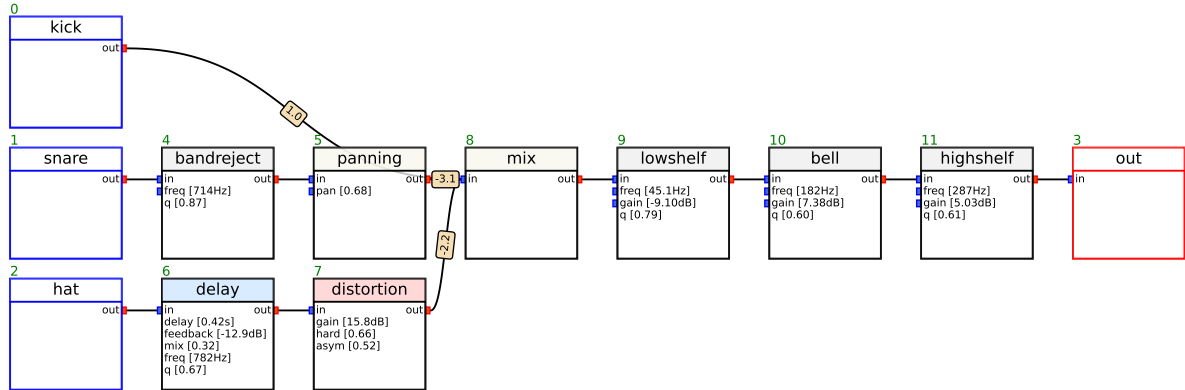 0
kick
out
1.0
1
snare
out
4
bandreject
in out
freq [714Hz]
q [0.87]
5
panning
in out
pan [0.68]
-3.1
8
mix
in out
9
lowshelf
in out
freq [45.1Hz]
gain [-9.10dB]
q [0.79]
10
bell
in out
freq [182Hz]
gain [7.38dB]
q [0.60]
11
highshelf
in out
freq [287Hz]
gain [5.03dB]
q [0.61]
3
out
in
-2.2
2
hat
out
6
delay
in out
delay [0.42s]
feedback [-12.9dB]
mix [0.32]
freq [782Hz]
q [0.67]
7
distortion
in out
gain [15.8dB]
hard [0.66]
asym [0.52]